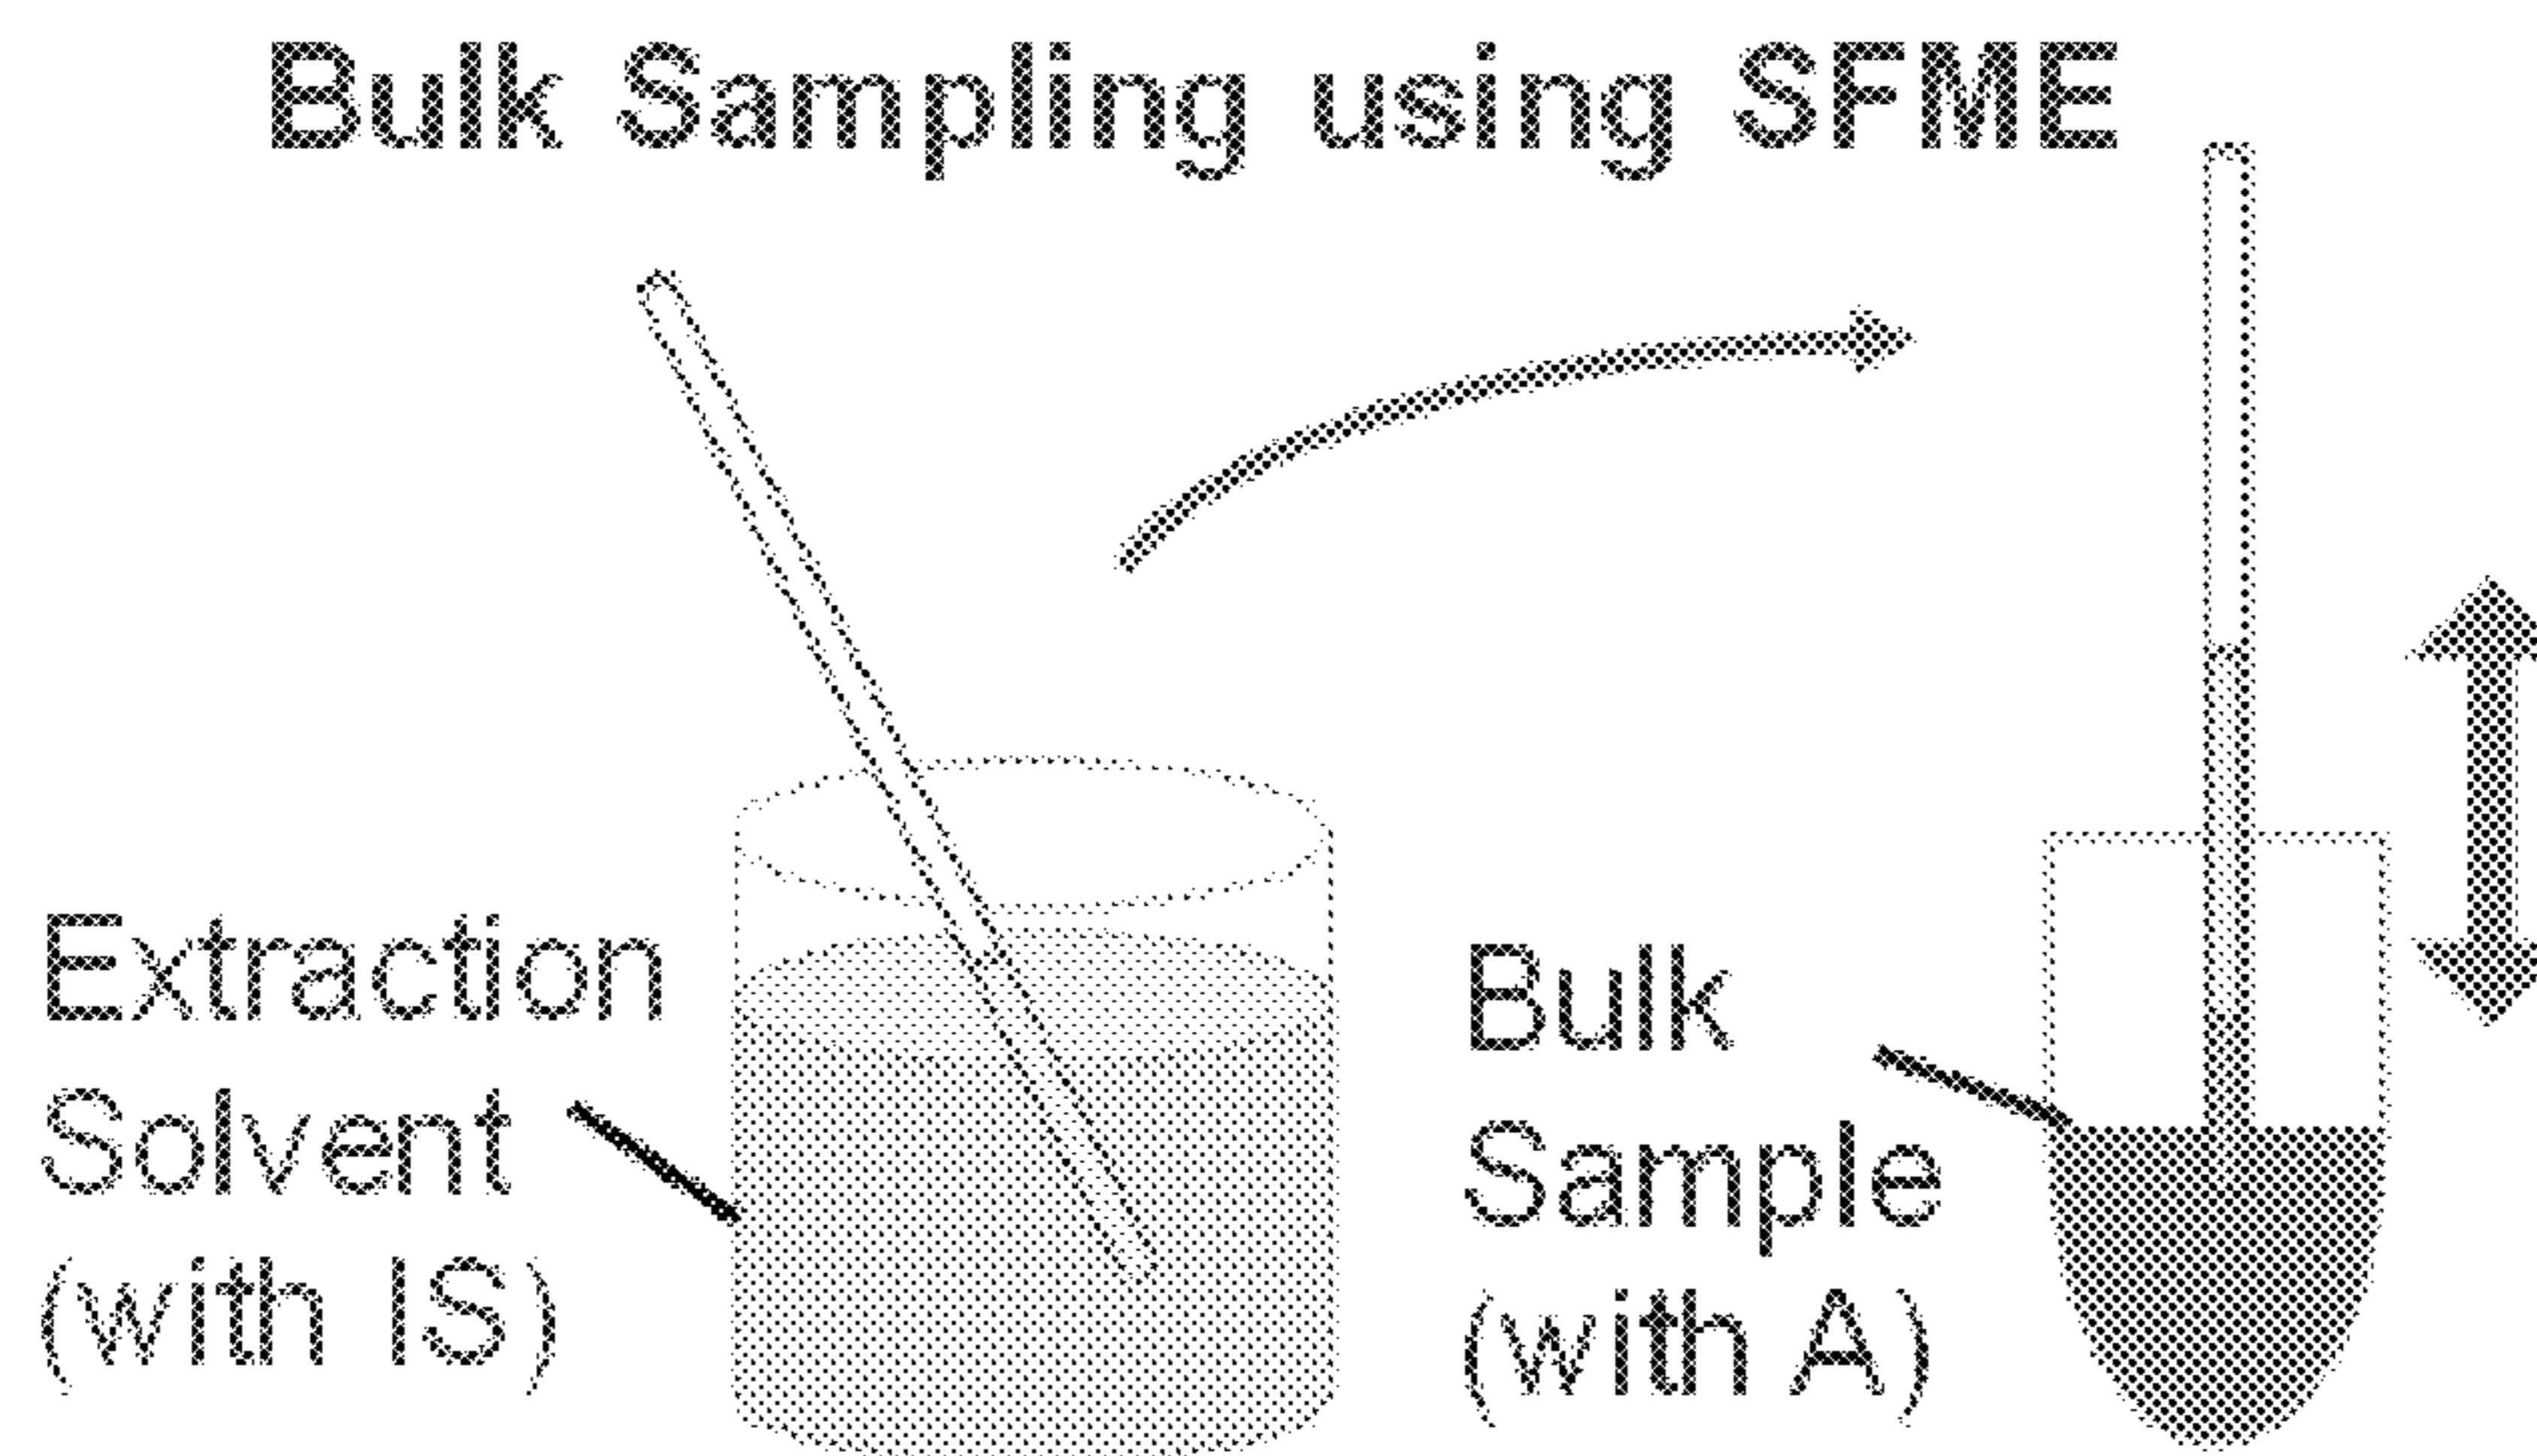 Bulk Sampling using SFME
Extraction
Solvent
(with IS)
Bulk
Sample
(with A)